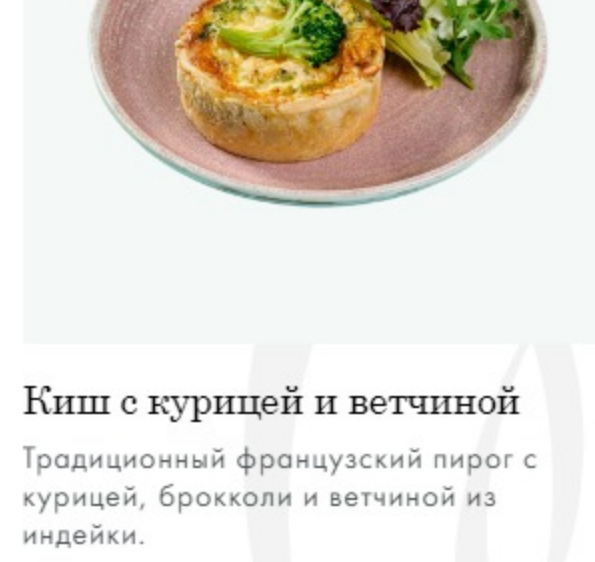 Киш с курицей и ветчиной
Традиционный французский пирог с
курицей, брокколи и ветчиной из
индейки.